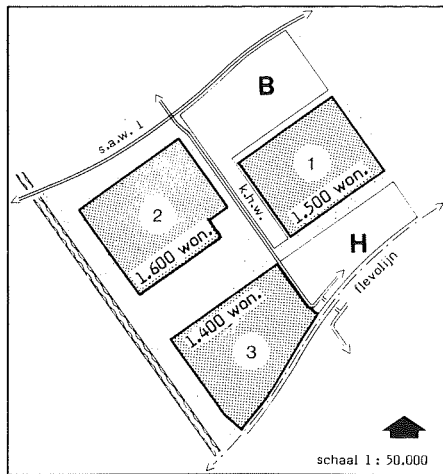 B
s.a.w. 1
1
k.h.w.
1.500 won.
2
1.600 won.
H
flevolijn
1.400 won.
3
schaal 1 : 50.000